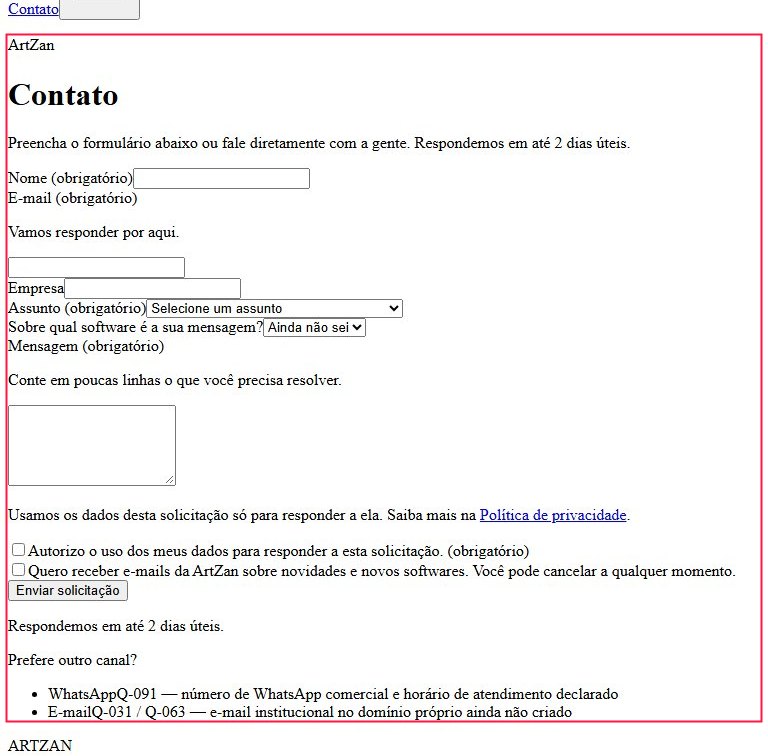 Contato
ArtZan
Contato
Preencha o formulário abaixo ou fale diretamente com a gente. Respondemos em até 2 dias úteis.
Nome (obrigatório)
E-mail (obrigatório)
Vamos responder por aqui.
Empresa
Assunto (obrigatório) Selecione um assunto
Sobre qual software é a sua mensagem? Ainda não sei
Mensagem (obrigatório)
Conte em poucas linhas o que você precisa resolver.
Usamos os dados desta solicitação só para responder a ela. Saiba mais na Política de privacidade.
Autorizo o uso dos meus dados para responder a esta solicitação. (obrigatório)
Quero receber e-mails da ArtZan sobre novidades e novos softwares. Você pode cancelar a qualquer momento.
Enviar solicitação
Respondemos em até 2 dias úteis.
Prefere outro canal?
• WhatsAppQ-091 — número de WhatsApp comercial e horário de atendimento declarado
• E-mailQ-031 / Q-063 — e-mail institucional no domínio próprio ainda não criado
ARTZAN